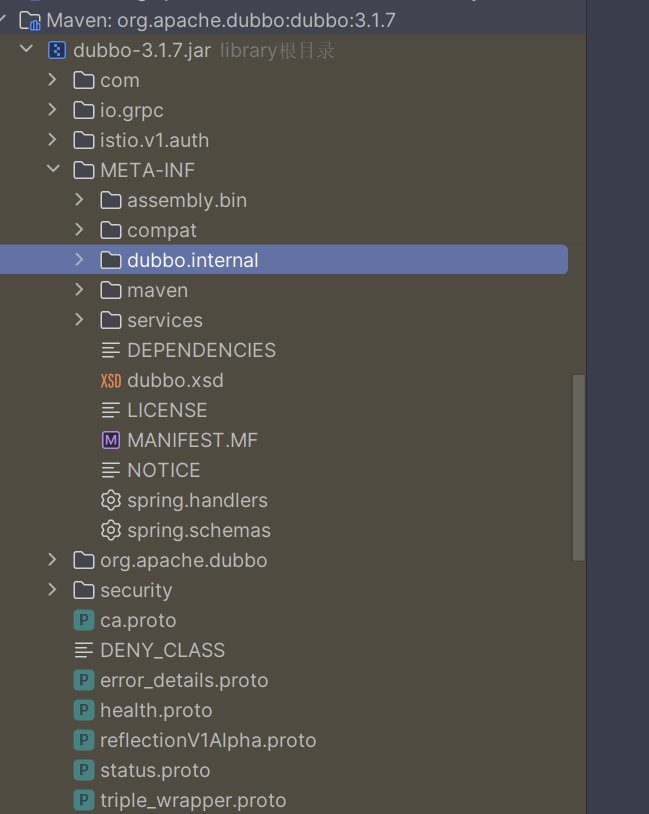 Maven: org.apache.dubbo:dubbo:3.1.7
dubbo-3.1.7.jar library根目录
com
io.grpc
istio.v1.auth
META-INF
assembly.bin
compat
dubbo.internal
maven
services
DEPENDENCIES
XSD dubbo.xsd
LICENSE
M MANIFEST.MF
NOTICE
spring.handlers
spring.schemas
org.apache.dubbo
security
P ca.proto
DENY_CLASS
P error_details.proto
P health.proto
P reflectionV1Alpha.proto
P status.proto
P triple_wrapper.proto